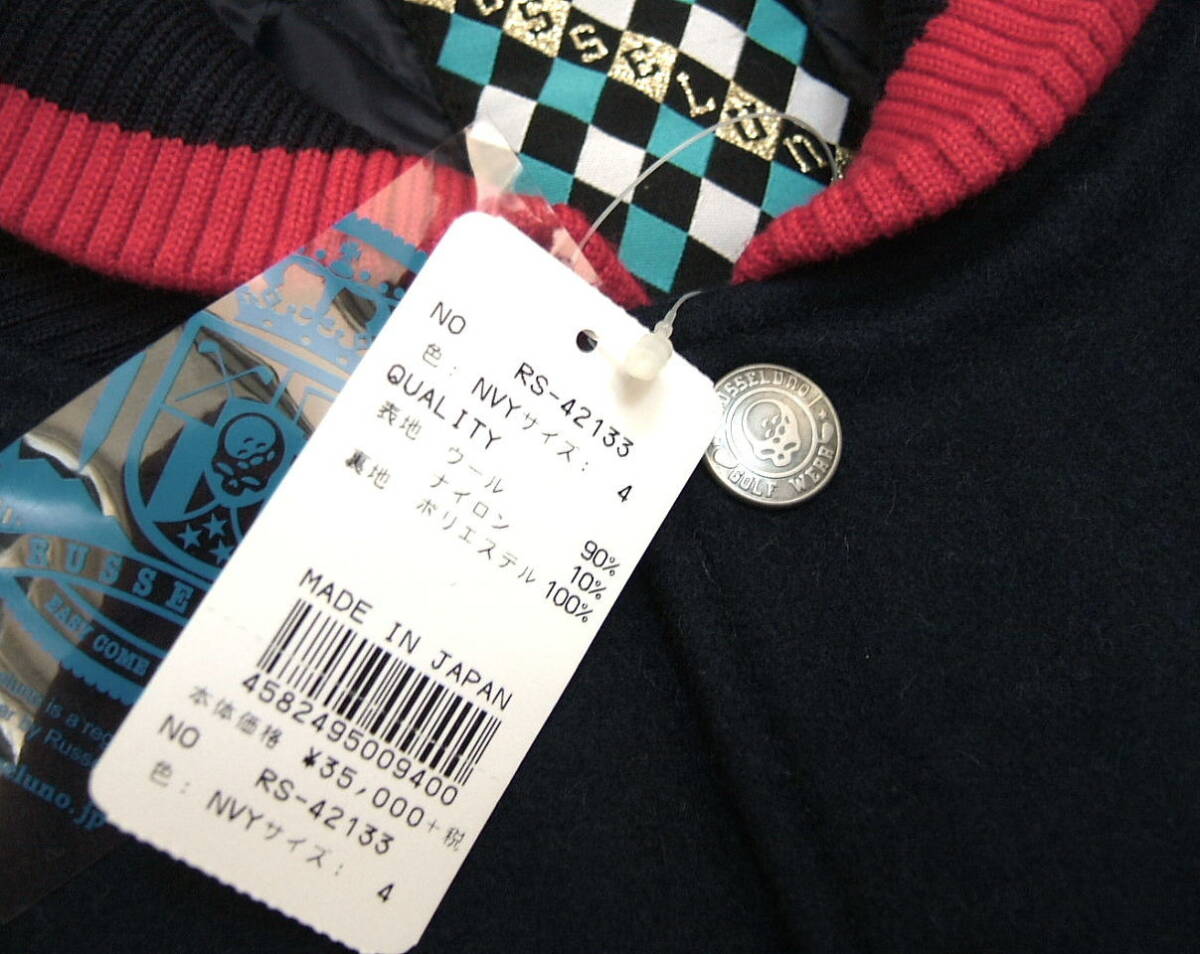 NO RS-42133
色: NVYサイズ: 4
QUALITY
表地 ウール 90%
ナイロン 10%
裏地 ポリエステル 100%
MADE IN JAPAN
4582495009400
本体価格 ¥35,000+税
NO RS-42133
色: NVYサイズ: 4
GOLF WEAR
EASY COME